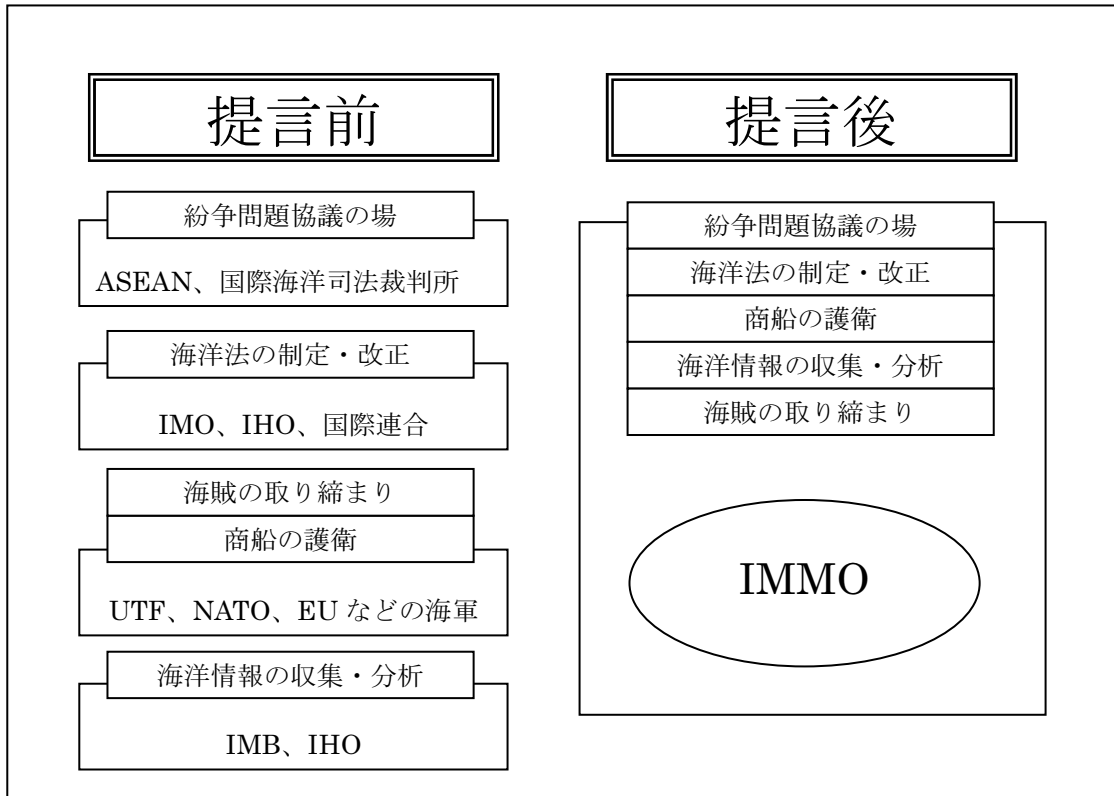 提言前
紛争問題協議の場
ASEAN、国際海洋司法裁判所
海洋法の制定・改正
IMO、IHO、国際連合
海賊の取り締まり
商船の護衛
UTF、NATO、EU などの海軍
海洋情報の収集・分析
IMB、IHO
提言後
紛争問題協議の場
海洋法の制定・改正
商船の護衛
海洋情報の収集・分析
海賊の取り締まり
IMMO